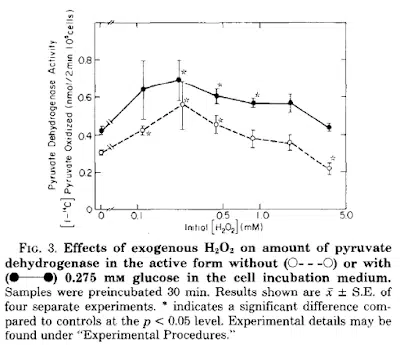 Pyruvate Dehydrogenase Activity
[1-¹⁴C] Pyruvate Oxidized (nmol/2min 10⁶cells)
0.8
0.6
0.4
0.2
0
0 0.1 0.5 1.0 5.0
Initial [H₂O₂](mM)
FIG. 3. Effects of exogenous H₂O₂ on amount of pyruvate
dehydrogenase in the active form without (○- - -○) or with
(●——●) 0.275 mM glucose in the cell incubation medium.
Samples were preincubated 30 min. Results shown are x̄ ± S.E. of
four separate experiments. * indicates a significant difference com-
pared to controls at the p < 0.05 level. Experimental details may be
found under “Experimental Procedures.”